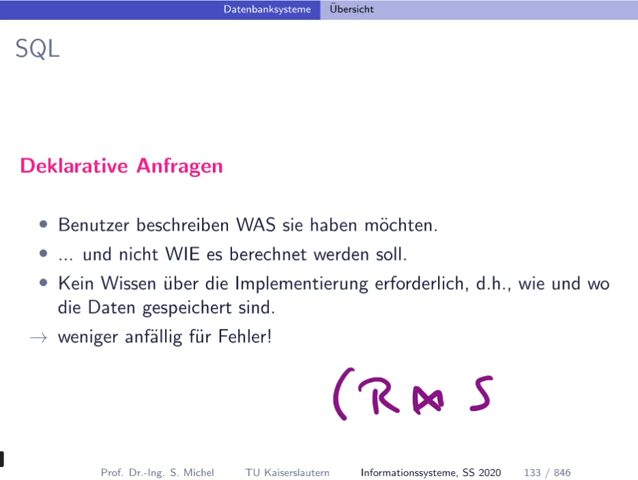 Datenbanksysteme Übersicht
SQL
Deklarative Anfragen
• Benutzer beschreiben WAS sie haben möchten.
• ... und nicht WIE es berechnet werden soll.
• Kein Wissen über die Implementierung erforderlich, d.h., wie und wo
die Daten gespeichert sind.
→ weniger anfällig für Fehler!
(R ⋈ S
Prof. Dr.-Ing. S. Michel TU Kaiserslautern Informationssysteme, SS 2020 133 / 846